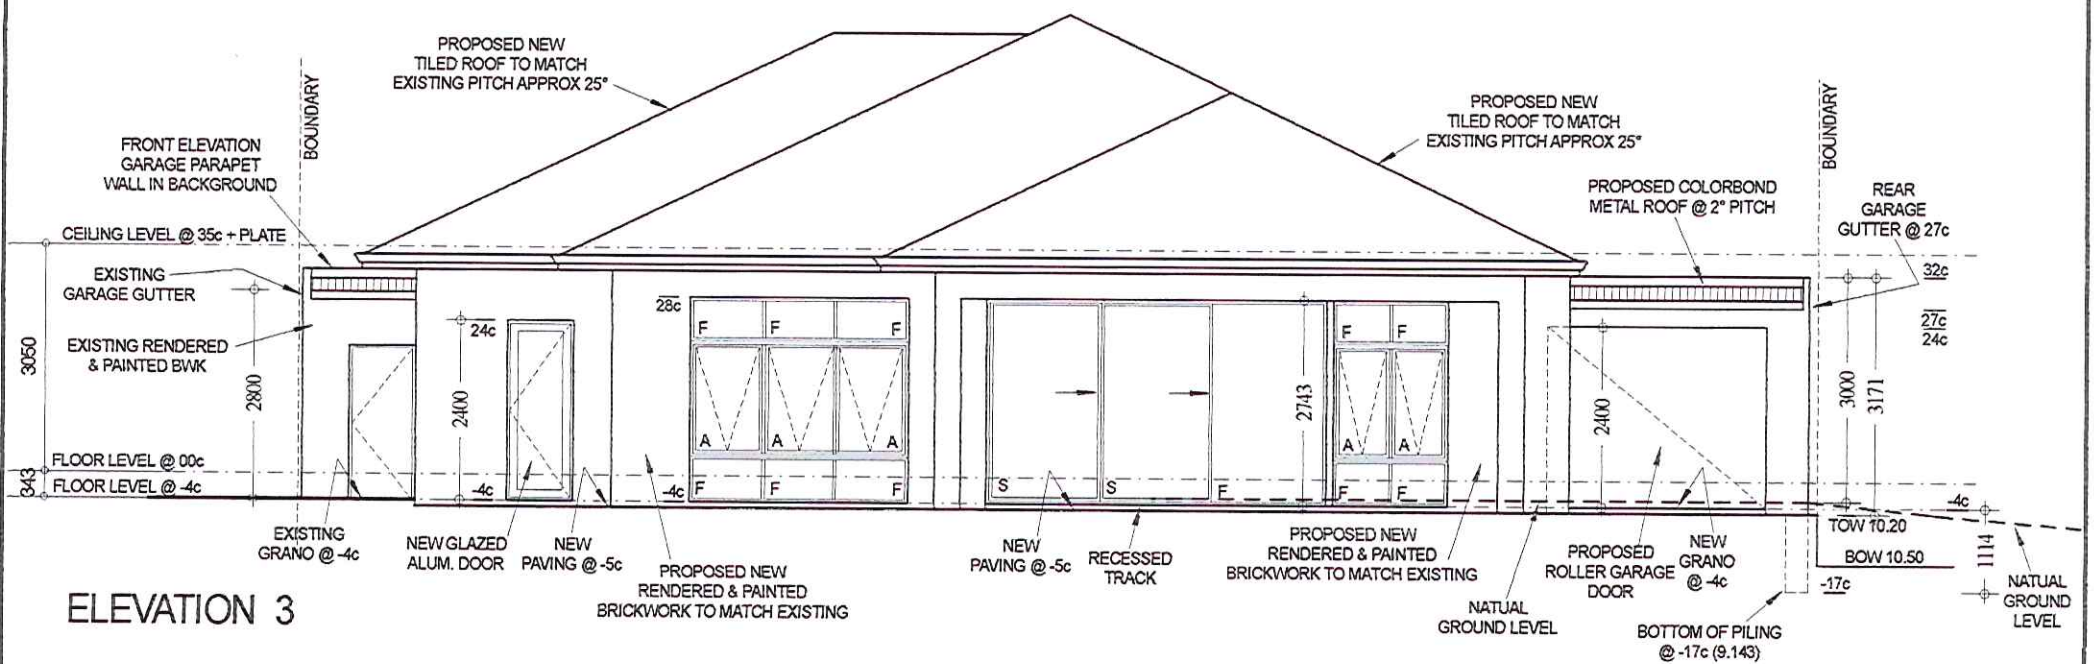 PROPOSED NEW
TILED ROOF TO MATCH
EXISTING PITCH APPROX 25°
BOUNDARY
FRONT ELEVATION
GARAGE PARAPET
WALL IN BACKGROUND
PROPOSED NEW
TILED ROOF TO MATCH
EXISTING PITCH APPROX 25°
BOUNDARY
PROPOSED COLORBOND
METAL ROOF @ 2° PITCH
REAR
GARAGE
GUTTER @ 27c
CEILING LEVEL @ 35c + PLATE
EXISTING
GARAGE GUTTER
EXISTING RENDERED
& PAINTED BWK
3050
2800
343
FLOOR LEVEL @ 00c
FLOOR LEVEL @ -4c
24c
2400
-4c
28c
F F F
A A A
F F F
-4c
S S F
2743
F F
A A
F F
2400
32c
27c
24c
3000
3171
-4c
TOW 10.20
BOW 10.50
1114
-17c
EXISTING
GRANO @ -4c
NEW GLAZED
ALUM. DOOR
NEW
PAVING @ -5c
PROPOSED NEW
RENDERED & PAINTED
BRICKWORK TO MATCH EXISTING
NEW
PAVING @ -5c
RECESSED
TRACK
PROPOSED NEW
RENDERED & PAINTED
BRICKWORK TO MATCH EXISTING
NATUAL
GROUND LEVEL
PROPOSED
ROLLER GARAGE
DOOR
NEW
GRANO
@ -4c
BOTTOM OF PILING
@ -17c (9.143)
NATUAL
GROUND
LEVEL
ELEVATION 3